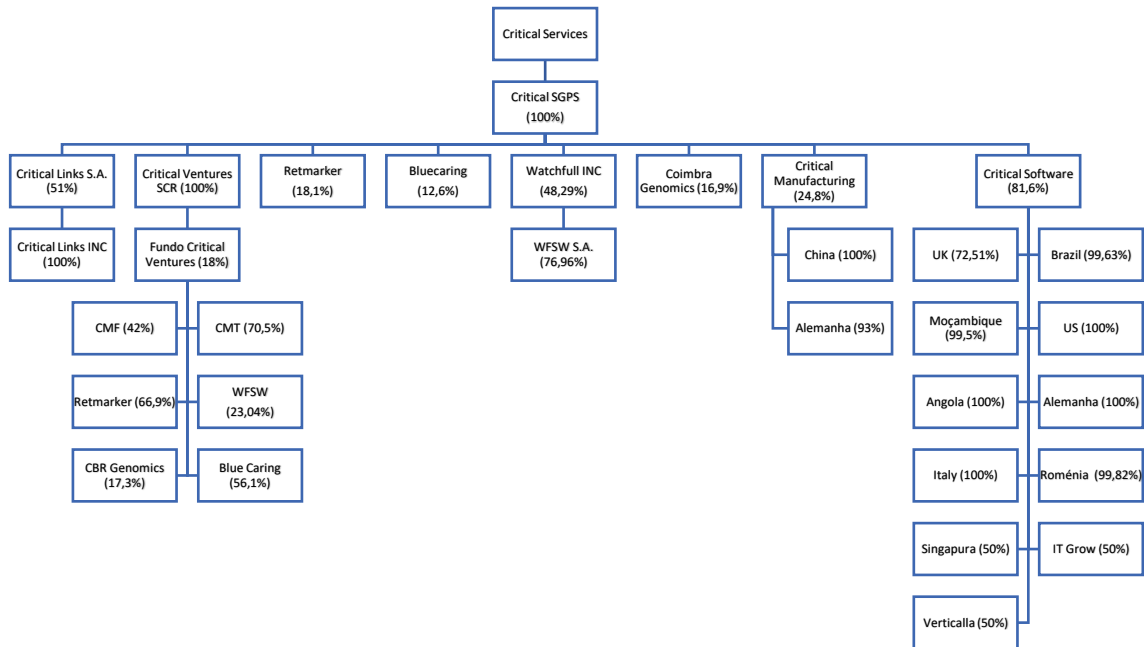 Critical Services
Critical SGPS
(100%)
Critical Links S.A.
(51%)
Critical Ventures
SCR (100%)
Retmarker
(18,1%)
Bluecaring
(12,6%)
Watchfull INC
(48,29%)
Coimbra
Genomics (16,9%)
Critical
Manufacturing
(24,8%)
Critical Software
(81,6%)
Critical Links INC
(100%)
Fundo Critical
Ventures (18%)
WFSW S.A.
(76,96%)
China (100%)
UK (72,51%)
Brazil (99,63%)
CMF (42%)
CMT (70,5%)
Alemanha (93%)
Moçambique
(99,5%)
US (100%)
Retmarker (66,9%)
WFSW
(23,04%)
Angola (100%)
Alemanha (100%)
CBR Genomics
(17,3%)
Blue Caring
(56,1%)
Italy (100%)
Roménia (99,82%)
Singapura (50%)
IT Grow (50%)
Verticalla (50%)